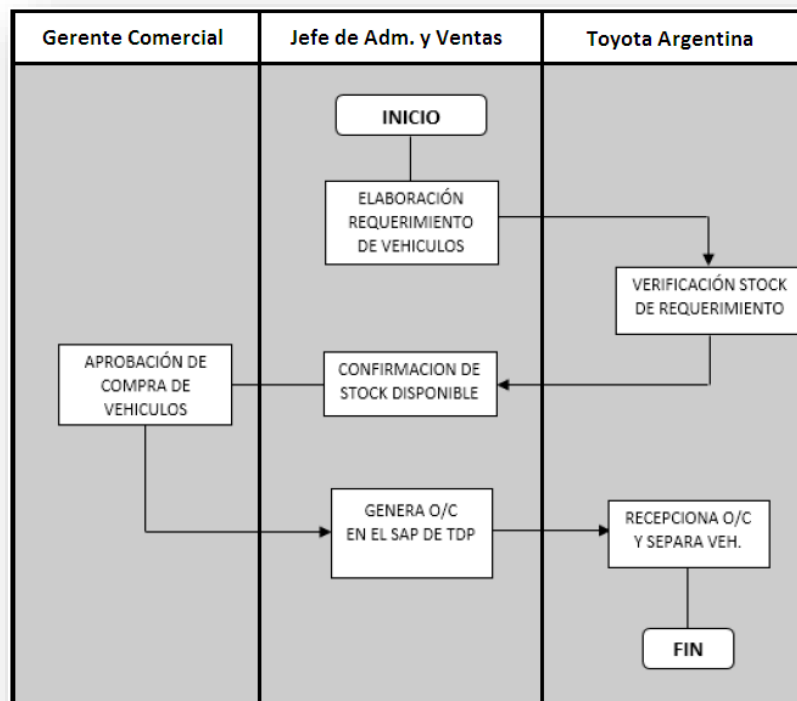 Gerente Comercial
Jefe de Adm. y Ventas
Toyota Argentina
INICIO
ELABORACIÓN
REQUERIMIENTO
DE VEHICULOS
VERIFICACIÓN STOCK
DE REQUERIMIENTO
APROBACIÓN DE
COMPRA DE
VEHICULOS
CONFIRMACION DE
STOCK DISPONIBLE
GENERA O/C
EN EL SAP DE TDP
RECEPCIONA O/C
Y SEPARA VEH.
FIN